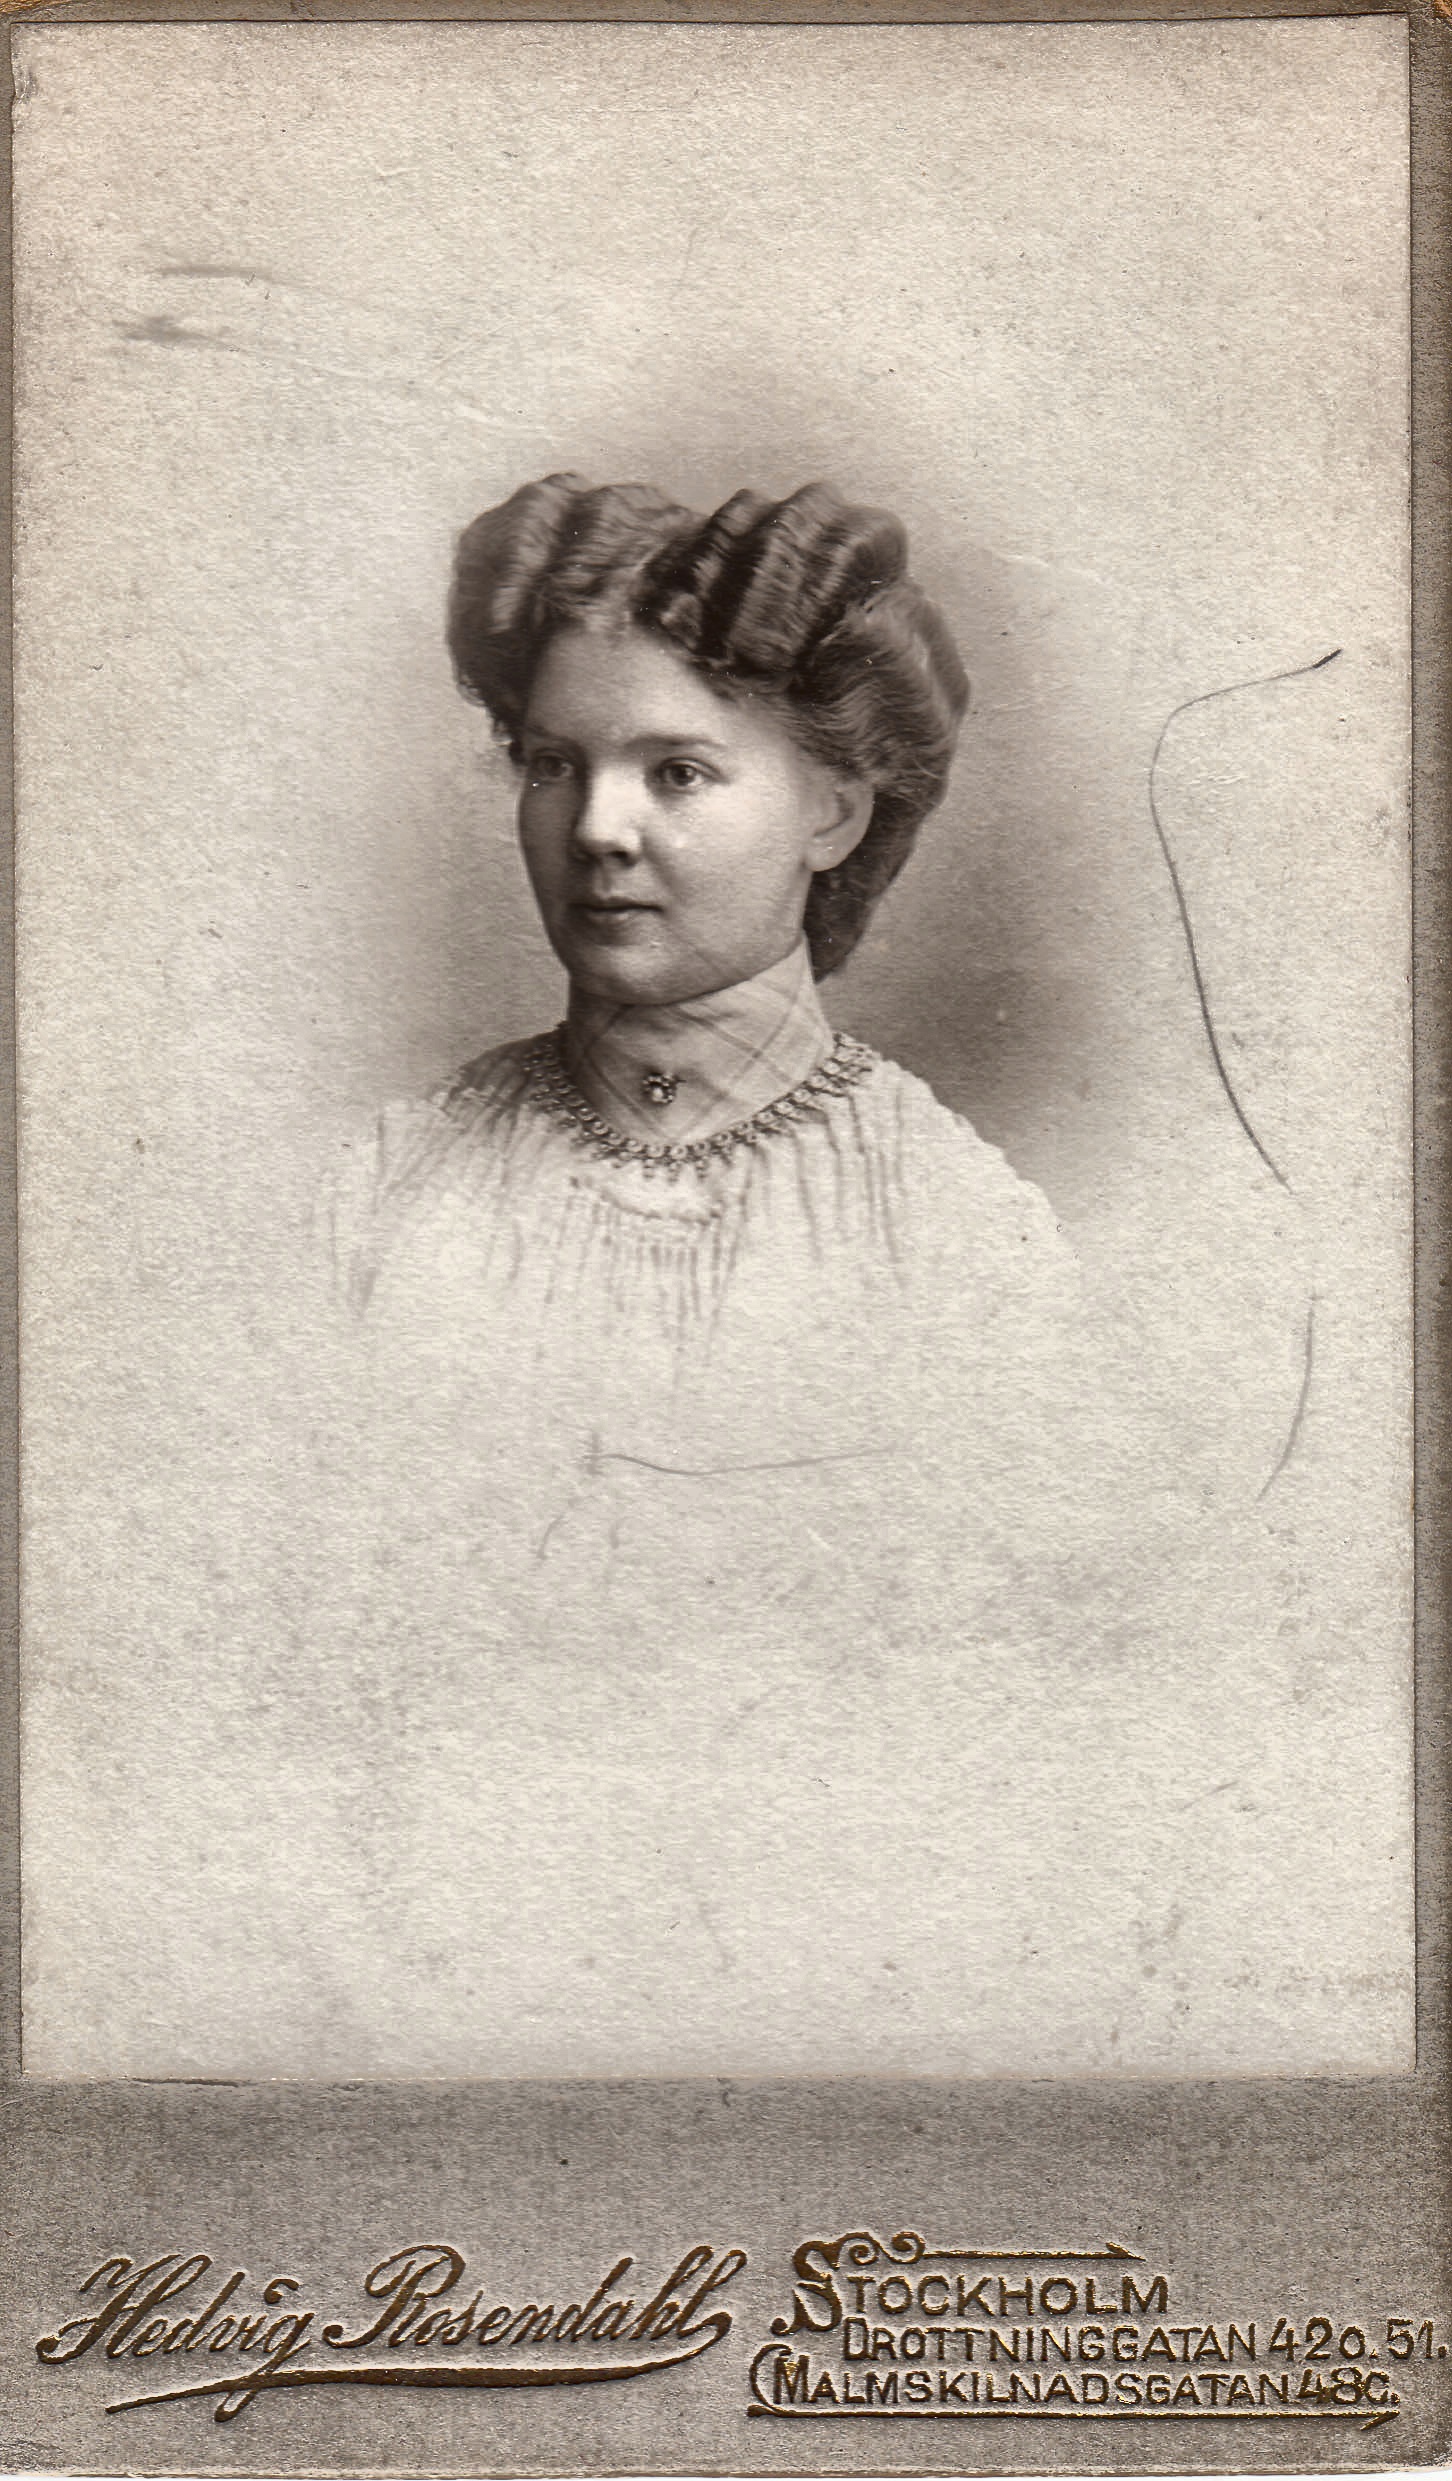 Hedvig Rosendahl
STOCKHOLM
DROTTNINGGATAN 42 o. 51.
MALMSKILNADSGATAN 48C.